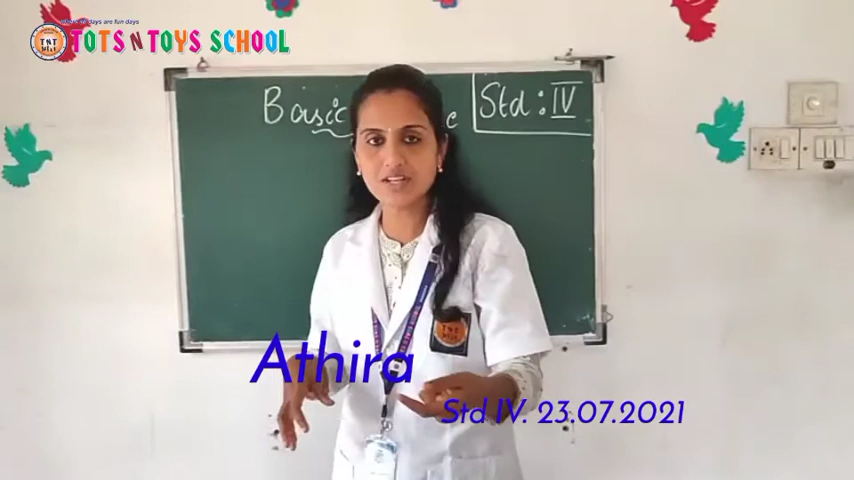 TOTS N TOYS SCHOOL
Basic
Std : IV
Athira
Std IV. 23.07.2021